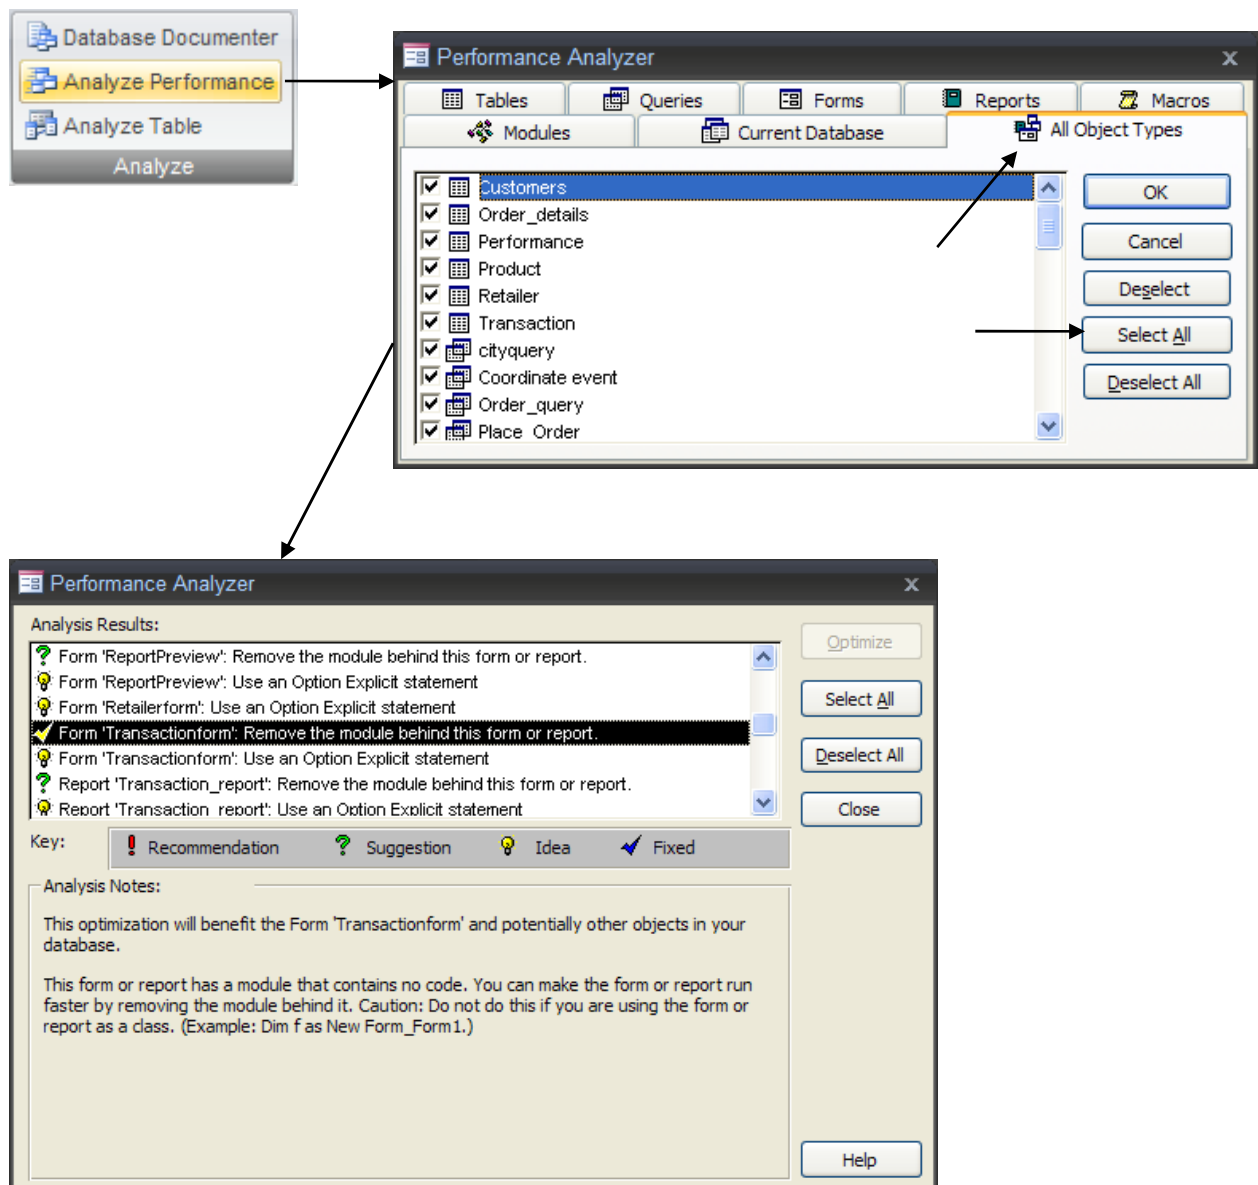 Database Documenter
Analyze Performance
Analyze Table
Analyze
Performance Analyzer
x
Tables Queries Forms Reports Macros
Modules Current Database All Object Types
Customers
Order_details
Performance
Product
Retailer
Transaction
cityquery
Coordinate event
Order_query
Place_Order
OK
Cancel
Deselect
Select All
Deselect All
Performance Analyzer
x
Analysis Results:
Form 'ReportPreview': Remove the module behind this form or report.
Form 'ReportPreview': Use an Option Explicit statement
Form 'Retailerform': Use an Option Explicit statement
Form 'Transactionform': Remove the module behind this form or report.
Form 'Transactionform': Use an Option Explicit statement
Report 'Transaction_report': Remove the module behind this form or report.
Report 'Transaction_report': Use an Option Explicit statement
Optimize
Select All
Deselect All
Close
Key: Recommendation Suggestion Idea Fixed
Analysis Notes:
This optimization will benefit the Form 'Transactionform' and potentially other objects in your
database.
This form or report has a module that contains no code. You can make the form or report run
faster by removing the module behind it. Caution: Do not do this if you are using the form or
report as a class. (Example: Dim f as New Form_Form1.)
Help